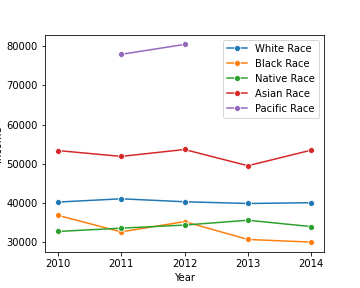 White Race
Black Race
Native Race
Asian Race
Pacific Race
80000
70000
60000
50000
40000
30000
2010 2011 2012 2013 2014
Year